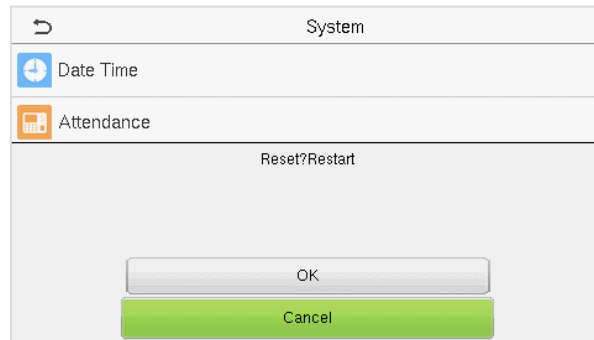 System
Date Time
Attendance
Reset?Restart
OK
Cancel